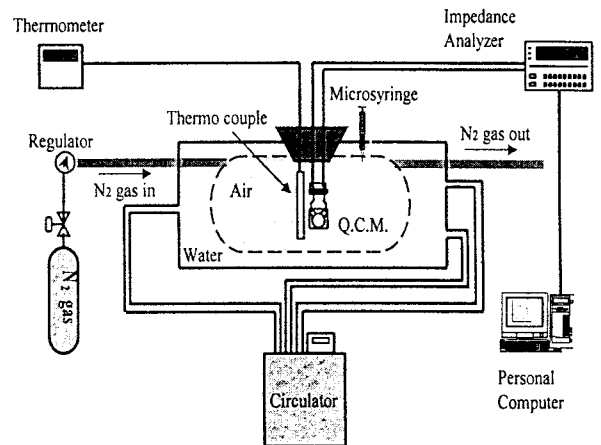 Thermometer
Impedance
Analyzer
Microsyringe
Thermo couple
Regulator
N2 gas out
N2 gas in
Air
Q.C.M.
Water
N2 gas
Circulator
Personal
Computer